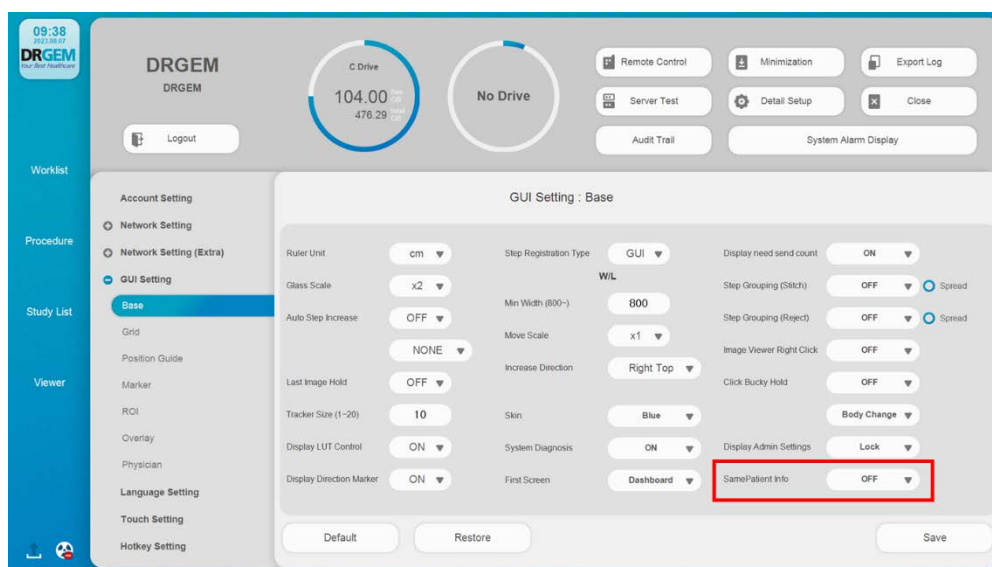 09:38
2023.08.07
DRGEM
Your Best Healthcare
Worklist
Procedure
Study List
Viewer
DRGEM
DRGEM
Logout
C Drive
104.00 free GB
476.29 total GB
No Drive
Remote Control
Minimization
Export Log
Server Test
Detail Setup
Close
Audit Trail
System Alarm Display
Account Setting
Network Setting
Network Setting (Extra)
GUI Setting
Base
Grid
Position Guide
Marker
ROI
Overlay
Physician
Language Setting
Touch Setting
Hotkey Setting
GUI Setting : Base
Ruler Unit cm
Glass Scale x2
Auto Step Increase OFF
NONE
Last Image Hold OFF
Tracker Size (1~20) 10
Display LUT Control ON
Display Direction Marker ON
Step Registration Type GUI
W/L
Min Width (800~) 800
Move Scale x1
Increase Direction Right Top
Skin Blue
System Diagnosis ON
First Screen Dashboard
Display need send count ON
Step Grouping (Stitch) OFF Spread
Step Grouping (Reject) OFF Spread
Image Viewer Right Click OFF
Click Bucky Hold OFF
Body Change
Display Admin Settings Lock
SamePatient Info OFF
Default
Restore
Save